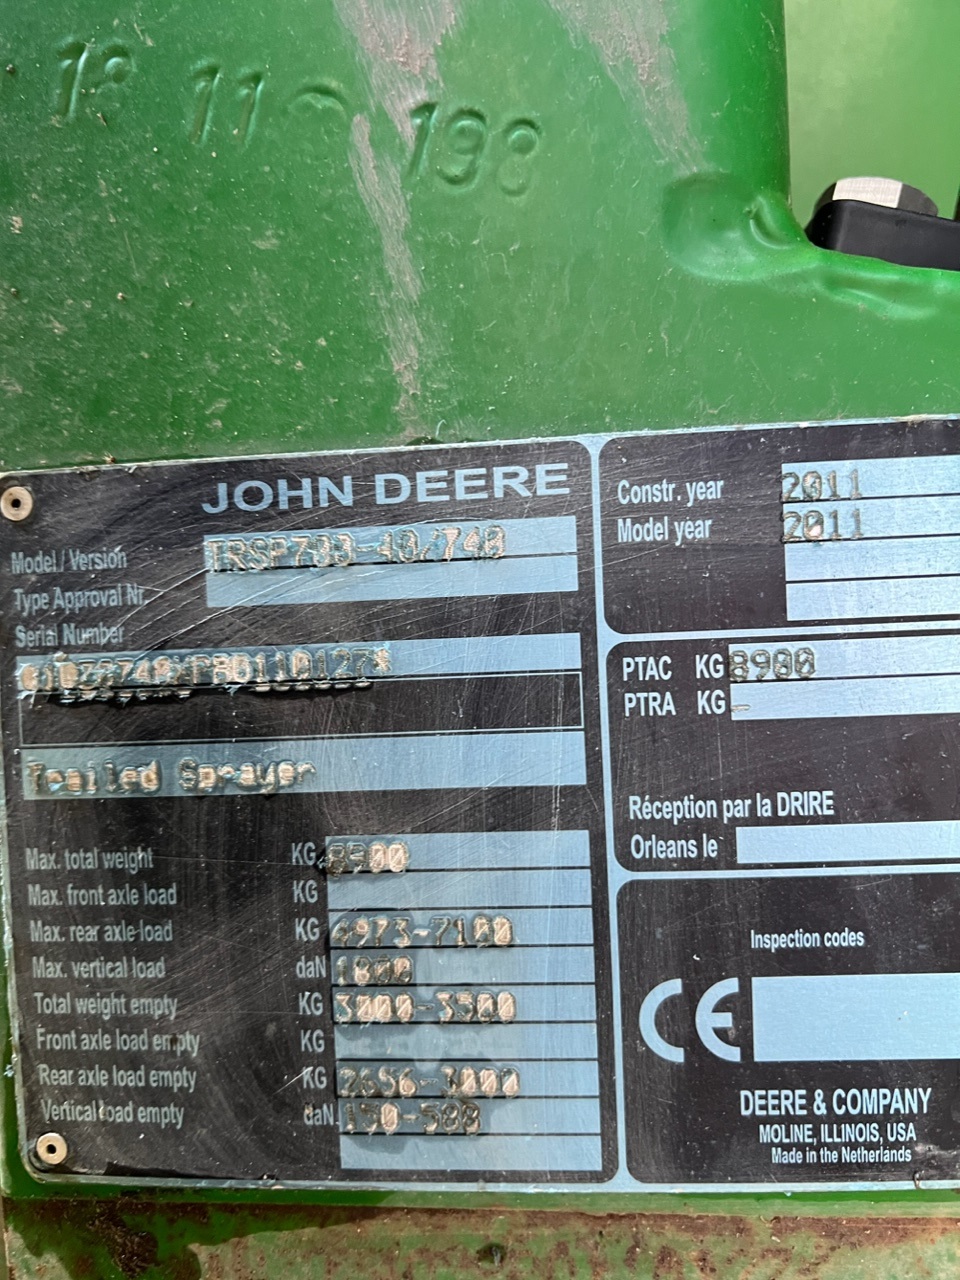 18 11 198
JOHN DEERE
Model / Version TRSP700-40/740
Type Approval Nr.
Serial Number
Trailed Sprayer
Max. total weight KG 8900
Max. front axle load KG
Max. rear axle load KG 4973-7100
Max. vertical load daN 1800
Total weight empty KG 3000-3500
Front axle load empty KG
Rear axle load empty KG 2656-3000
Vertical load empty daN 150-588
Constr. year 2011
Model year 2011
PTAC KG 8900
PTRA KG -
Réception par la DRIRE
Orleans le
Inspection codes
CE
DEERE & COMPANY
MOLINE, ILLINOIS, USA
Made in the Netherlands